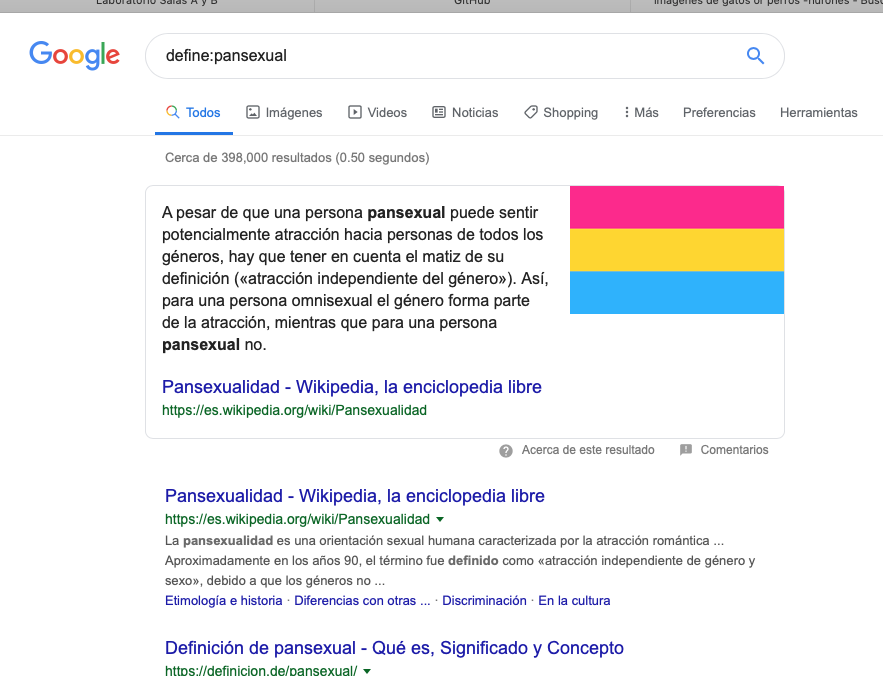 Laboratorio Salas A y B
GitHub
imágenes de gatos or perros -hurones - Busc
Google
define:pansexual
Todos
Imágenes
Videos
Noticias
Shopping
Más
Preferencias
Herramientas
Cerca de 398,000 resultados (0.50 segundos)
A pesar de que una persona pansexual puede sentir
potencialmente atracción hacia personas de todos los
géneros, hay que tener en cuenta el matiz de su
definición («atracción independiente del género»). Así,
para una persona omnisexual el género forma parte
de la atracción, mientras que para una persona
pansexual no.
Pansexualidad - Wikipedia, la enciclopedia libre
https://es.wikipedia.org/wiki/Pansexualidad
Acerca de este resultado
Comentarios
Pansexualidad - Wikipedia, la enciclopedia libre
https://es.wikipedia.org/wiki/Pansexualidad
La pansexualidad es una orientación sexual humana caracterizada por la atracción romántica ...
Aproximadamente en los años 90, el término fue definido como «atracción independiente de género y
sexo», debido a que los géneros no ...
Etimología e historia · Diferencias con otras ... · Discriminación · En la cultura
Definición de pansexual - Qué es, Significado y Concepto
https://definicion.de/pansexual/